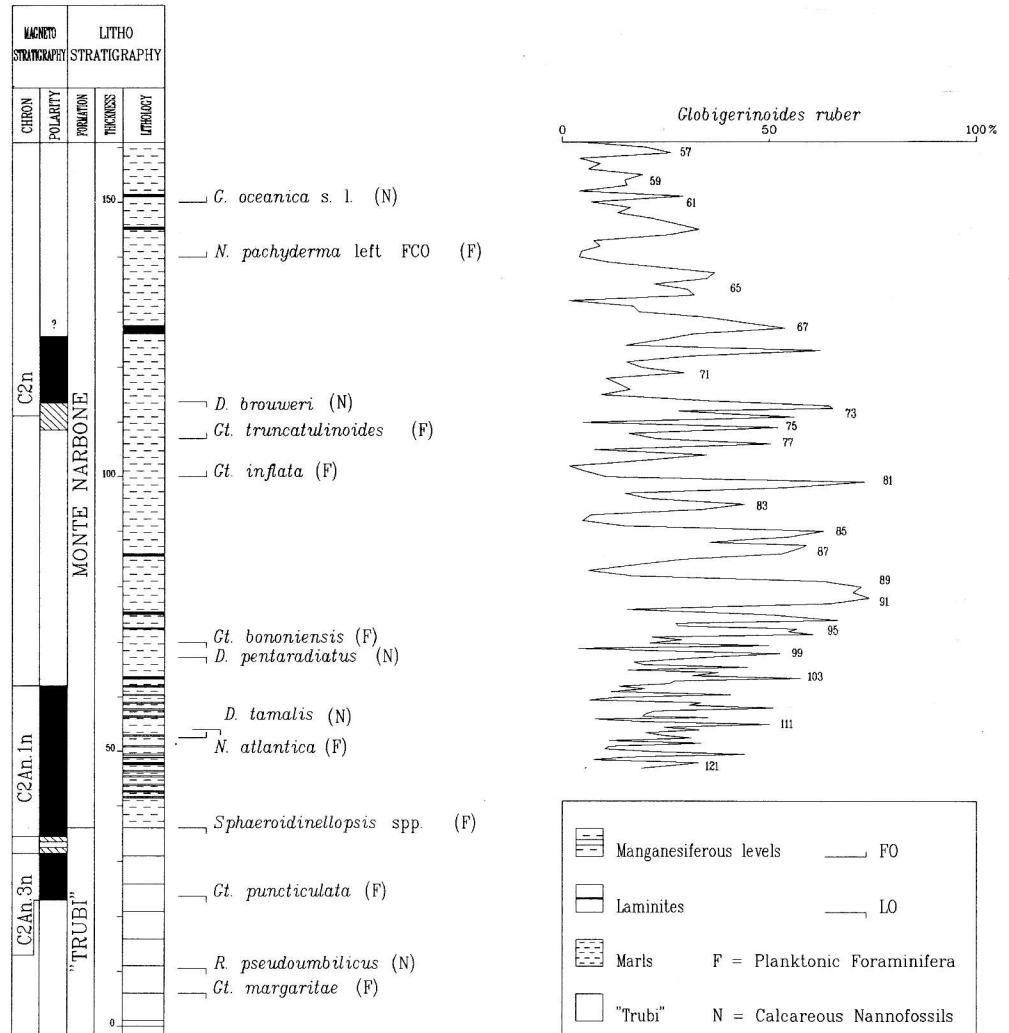 MAGNETO
STRATIGRAPHY
LITHO
STRATIGRAPHY
CHRON
POLARITY
FORMATION
THICKNESS
LITHOLOGY
Globigerinoides ruber
0
50
100%
57
59
61
65
67
71
73
75
77
81
83
85
87
89
91
95
99
103
111
121
150
100
50
0
?
C2n
C2An.1n
C2An.3n
MONTE NARBONE
"TRUBI"
G. oceanica s. l. (N)
N. pachyderma left FCO (F)
D. brouweri (N)
Gt. truncatulinoides (F)
Gt. inflata (F)
Gt. bononiensis (F)
D. pentaradiatus (N)
D. tamalis (N)
N. atlantica (F)
Sphaeroidinellopsis spp. (F)
Gt. puncticulata (F)
R. pseudoumbilicus (N)
Gt. margaritae (F)
Manganesiferous levels
FO
Laminites
LO
Marls
F = Planktonic Foraminifera
"Trubi"
N = Calcareous Nannofossils